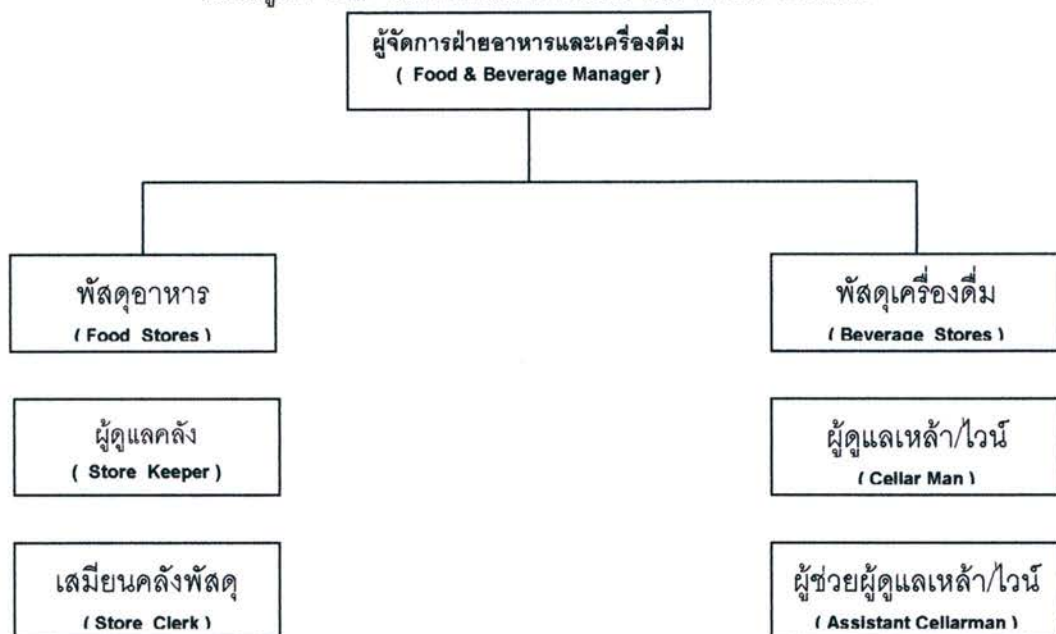 ผู้จัดการฝ่ายอาหารและเครื่องดื่ม
( Food & Beverage Manager )
พัสดุอาหาร
( Food Stores )
พัสดุเครื่องดื่ม
( Beverage Stores )
ผู้ดูแลคลัง
( Store Keeper )
ผู้ดูแลเหล้า/ไวน์
( Cellar Man )
เสมียนคลังพัสดุ
( Store Clerk )
ผู้ช่วยผู้ดูแลเหล้า/ไวน์
( Assistant Cellarman )